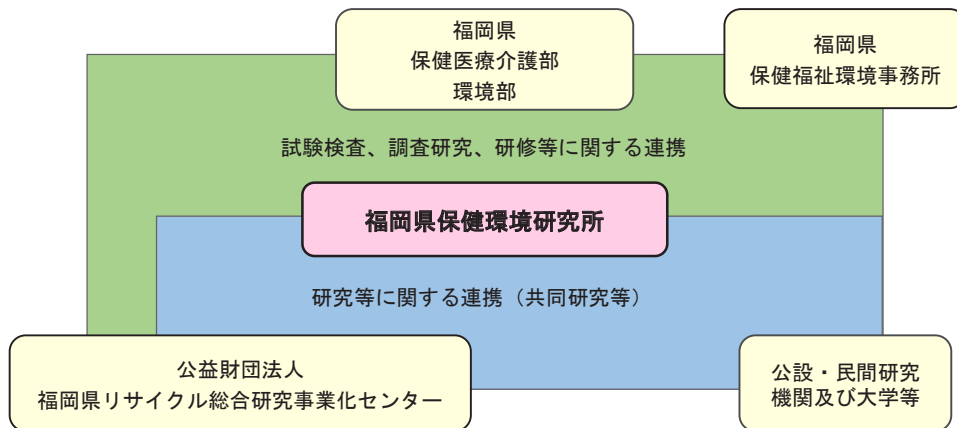 福岡県
保健医療介護部
環境部
福岡県
保健福祉環境事務所
試験検査、調査研究、研修等に関する連携
福岡県保健環境研究所
研究等に関する連携（共同研究等）
公益財団法人
福岡県リサイクル総合研究事業化センター
公設・民間研究
機関及び大学等